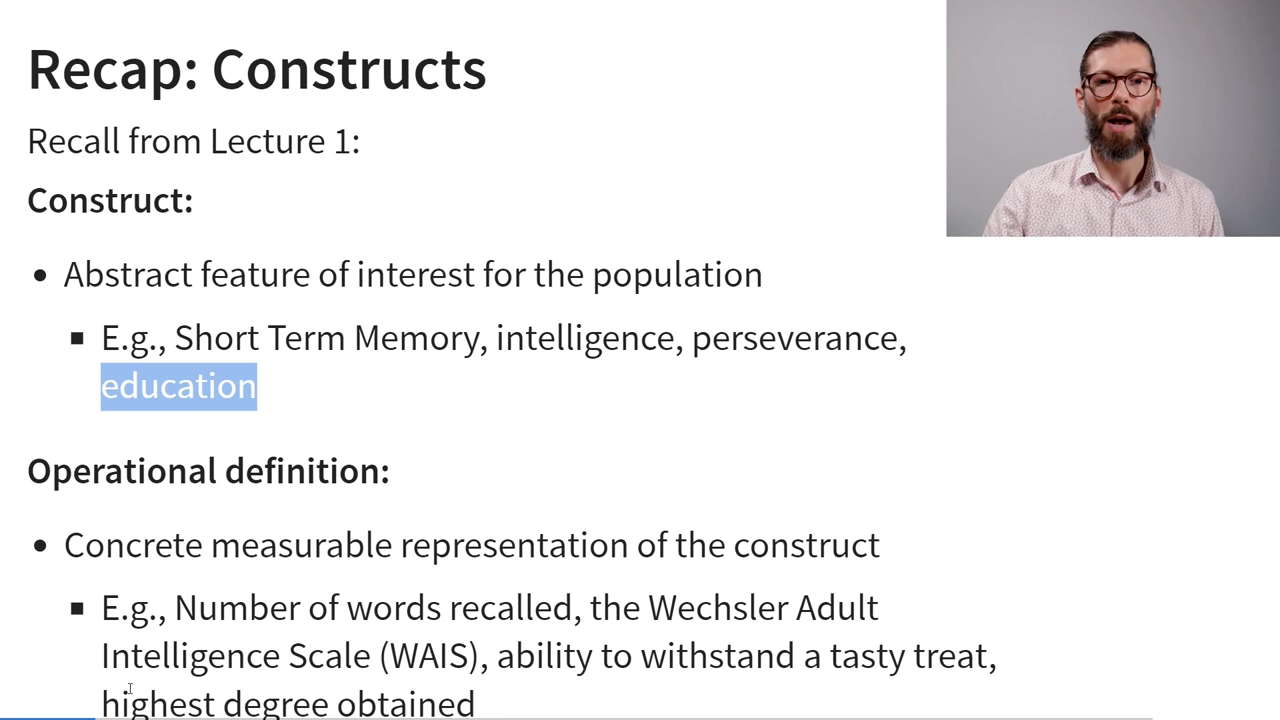 Recap: Constructs
Recall from Lecture 1:
Construct:
• Abstract feature of interest for the population
▪ E.g., Short Term Memory, intelligence, perseverance,
education
Operational definition:
• Concrete measurable representation of the construct
▪ E.g., Number of words recalled, the Wechsler Adult
Intelligence Scale (WAIS), ability to withstand a tasty treat,
highest degree obtained